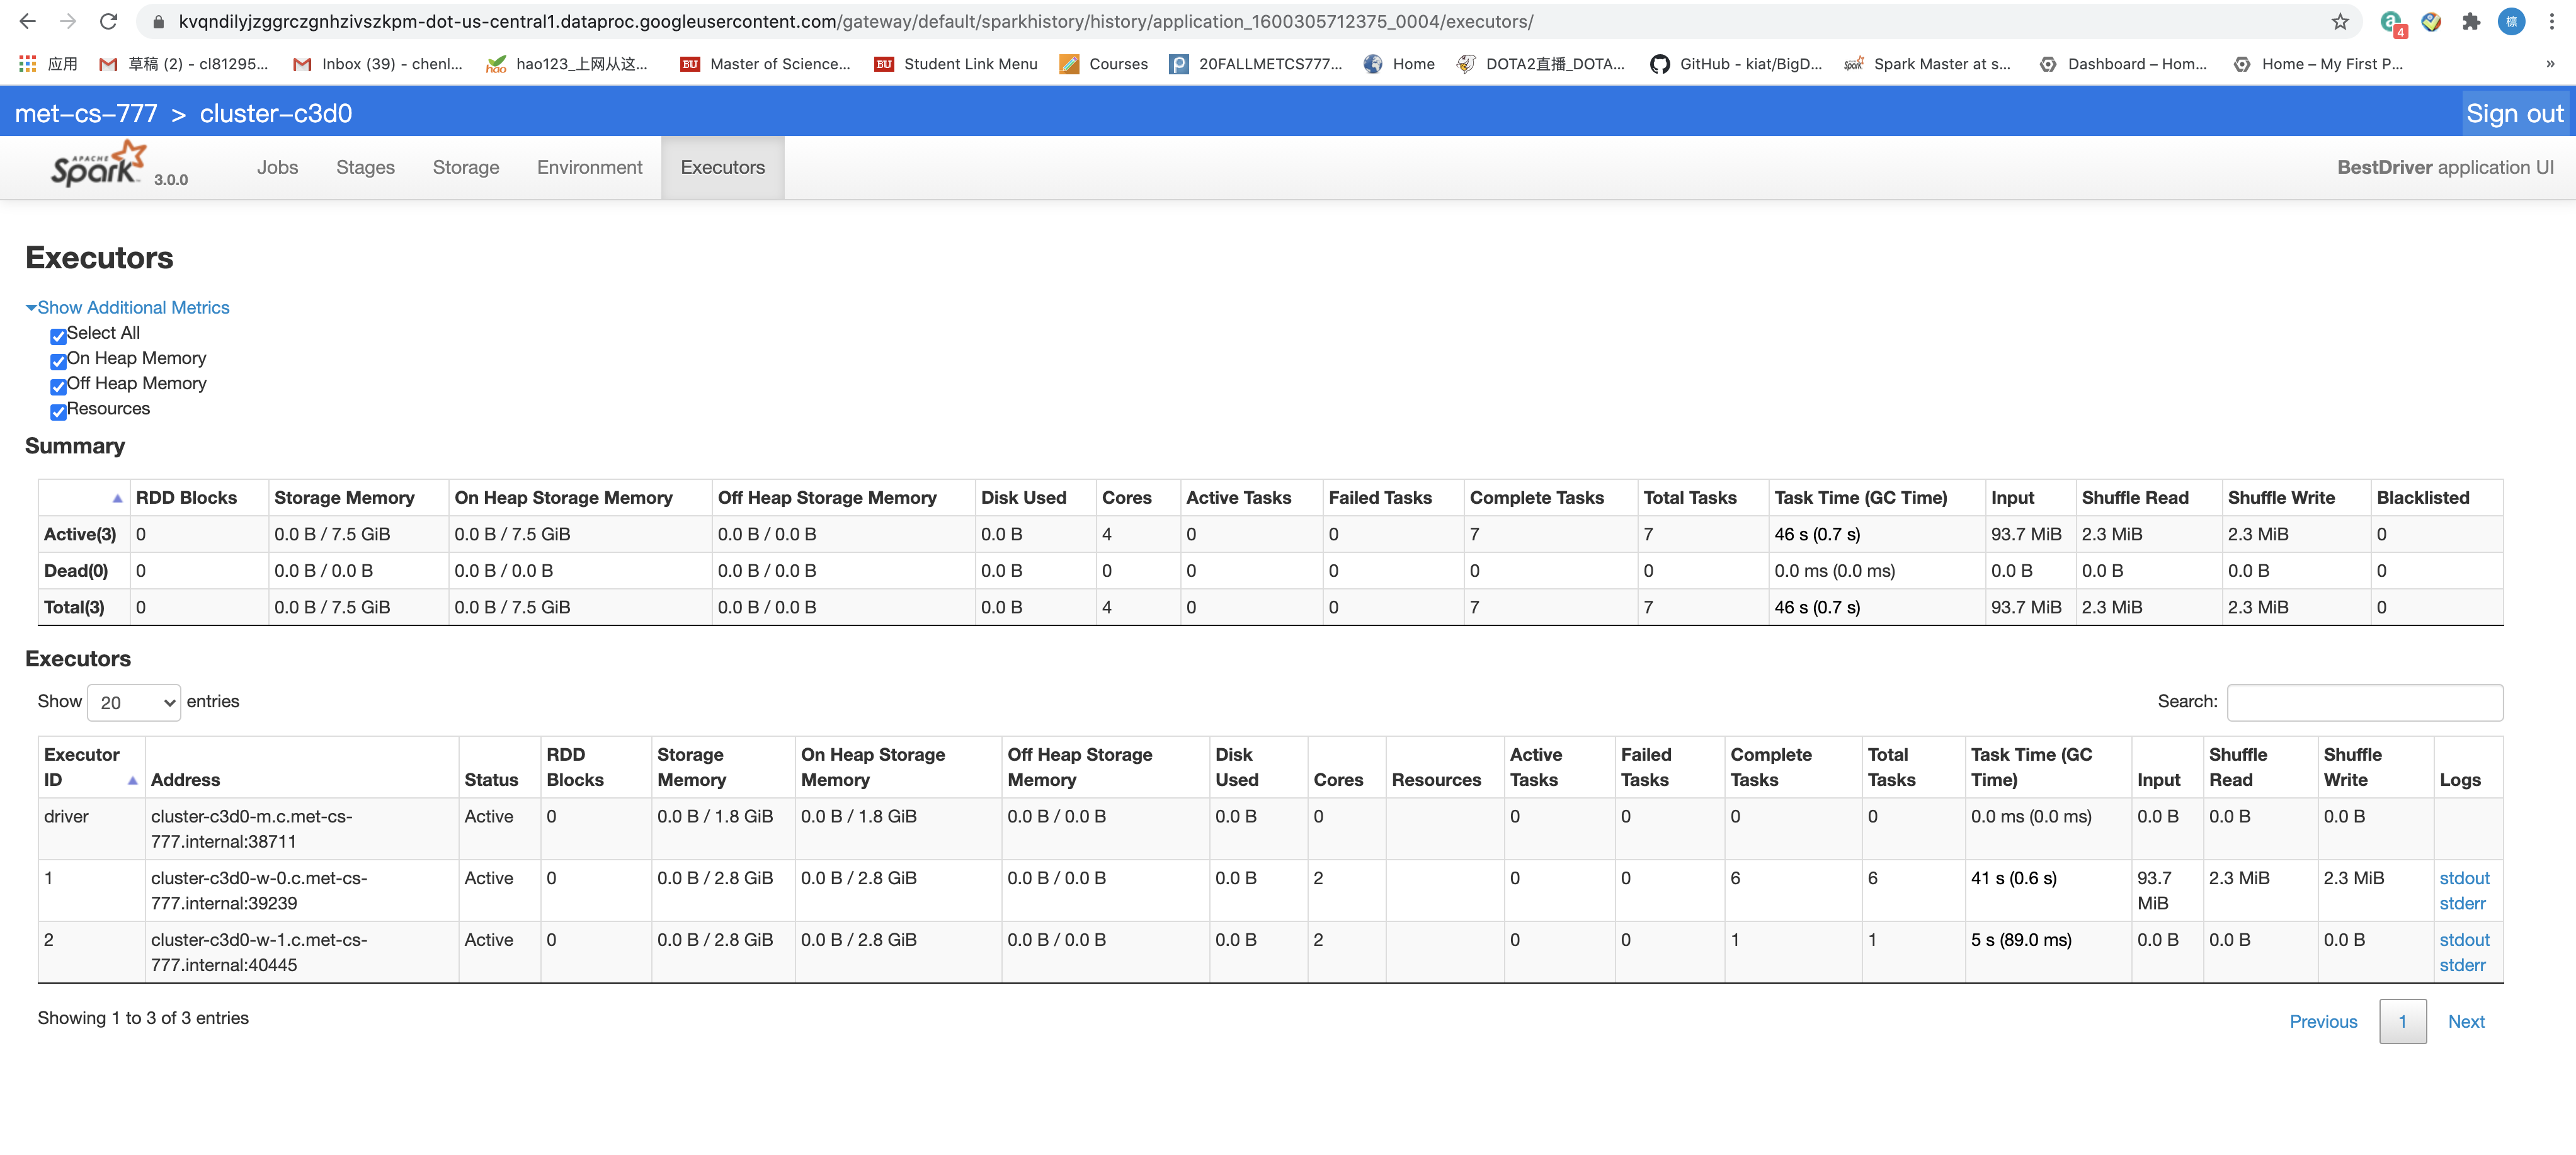 kvqndilyjzggrczgnhzivszkpm-dot-us-central1.dataproc.googleusercontent.com/gateway/default/sparkhistory/history/application_1600305712375_0004/executors/
4
應用
草稿 (2) - cl81295...
Inbox (39) - chenl...
hao123_上网从这...
BU Master of Science...
BU Student Link Menu
Courses
20FALLMETCS777...
Home
DOTA2直播_DOTA...
GitHub - kiat/BigD...
Spark Master at s...
Dashboard – Hom...
Home – My First P...
»
met-cs-777 > cluster-c3d0
Sign out
APACHE Spark 3.0.0
Jobs Stages Storage Environment Executors
BestDriver application UI
Executors
Show Additional Metrics
Select All
On Heap Memory
Off Heap Memory
Resources
Summary
RDD Blocks Storage Memory On Heap Storage Memory Off Heap Storage Memory Disk Used Cores Active Tasks Failed Tasks Complete Tasks Total Tasks Task Time (GC Time) Input Shuffle Read Shuffle Write Blacklisted
Active(3) 0 0.0 B / 7.5 GiB 0.0 B / 7.5 GiB 0.0 B / 0.0 B 0.0 B 4 0 0 7 7 46 s (0.7 s) 93.7 MiB 2.3 MiB 2.3 MiB 0
Dead(0) 0 0.0 B / 0.0 B 0.0 B / 0.0 B 0.0 B / 0.0 B 0.0 B 0 0 0 0 0 0.0 ms (0.0 ms) 0.0 B 0.0 B 0.0 B 0
Total(3) 0 0.0 B / 7.5 GiB 0.0 B / 7.5 GiB 0.0 B / 0.0 B 0.0 B 4 0 0 7 7 46 s (0.7 s) 93.7 MiB 2.3 MiB 2.3 MiB 0
Executors
Show 20 entries
Search:
Executor ID Address Status RDD Blocks Storage Memory On Heap Storage Memory Off Heap Storage Memory Disk Used Cores Resources Active Tasks Failed Tasks Complete Tasks Total Tasks Task Time (GC Time) Input Shuffle Read Shuffle Write Logs
driver cluster-c3d0-m.c.met-cs- Active 0 0.0 B / 1.8 GiB 0.0 B / 1.8 GiB 0.0 B / 0.0 B 0.0 B 0 0 0 0 0 0.0 ms (0.0 ms) 0.0 B 0.0 B 0.0 B
777.internal:38711
1 cluster-c3d0-w-0.c.met-cs- Active 0 0.0 B / 2.8 GiB 0.0 B / 2.8 GiB 0.0 B / 0.0 B 0.0 B 2 0 0 6 6 41 s (0.6 s) 93.7 2.3 MiB 2.3 MiB stdout
777.internal:39239 MiB stderr
2 cluster-c3d0-w-1.c.met-cs- Active 0 0.0 B / 2.8 GiB 0.0 B / 2.8 GiB 0.0 B / 0.0 B 0.0 B 2 0 0 1 1 5 s (89.0 ms) 0.0 B 0.0 B 0.0 B stdout
777.internal:40445 stderr
Showing 1 to 3 of 3 entries
Previous 1 Next